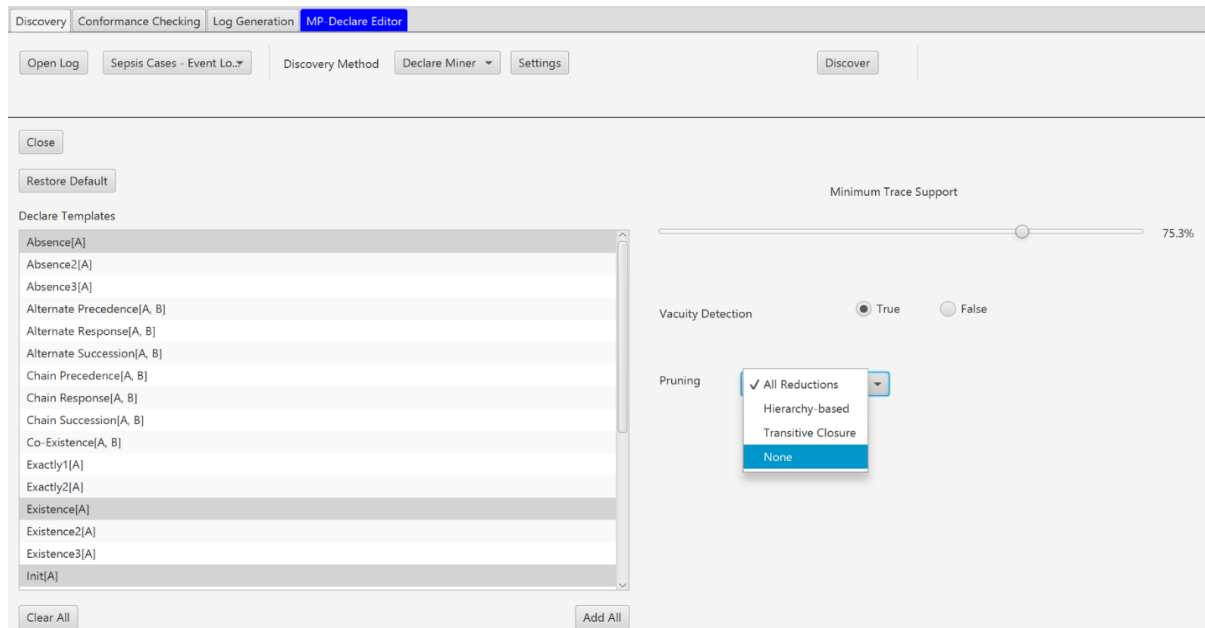 Discovery Conformance Checking Log Generation MP-Declare Editor
Open Log Sepsis Cases - Event Lo... Discovery Method Declare Miner Settings Discover
Close
Restore Default
Minimum Trace Support
Declare Templates
75.3%
Absence[A]
Absence2[A]
Absence3[A]
Alternate Precedence[A, B]
Alternate Response[A, B]
Alternate Succession[A, B]
Chain Precedence[A, B]
Chain Response[A, B]
Chain Succession[A, B]
Co-Existence[A, B]
Exactly1[A]
Exactly2[A]
Existence[A]
Existence2[A]
Existence3[A]
Init[A]
Vacuity Detection True False
Pruning
All Reductions
Hierarchy-based
Transitive Closure
None
Clear All Add All